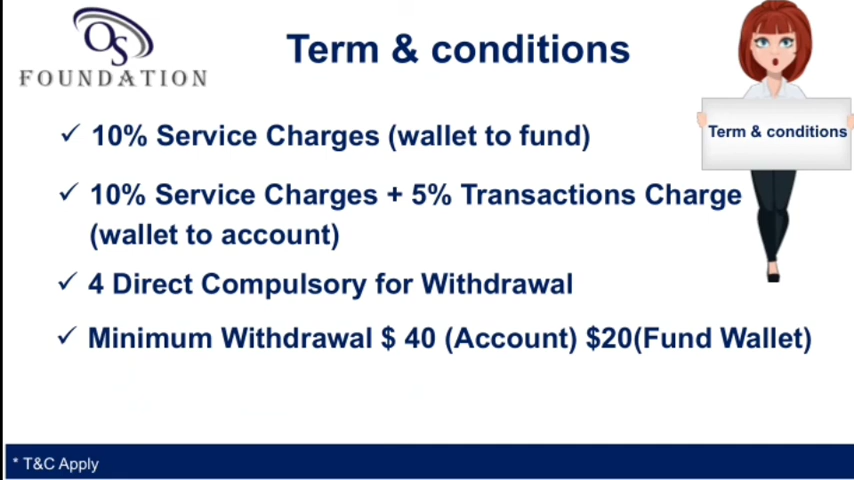 OS
FOUNDATION
Term & conditions
Term & conditions
✓ 10% Service Charges (wallet to fund)
✓ 10% Service Charges + 5% Transactions Charge
(wallet to account)
✓ 4 Direct Compulsory for Withdrawal
✓ Minimum Withdrawal $ 40 (Account) $20(Fund Wallet)
* T&C Apply